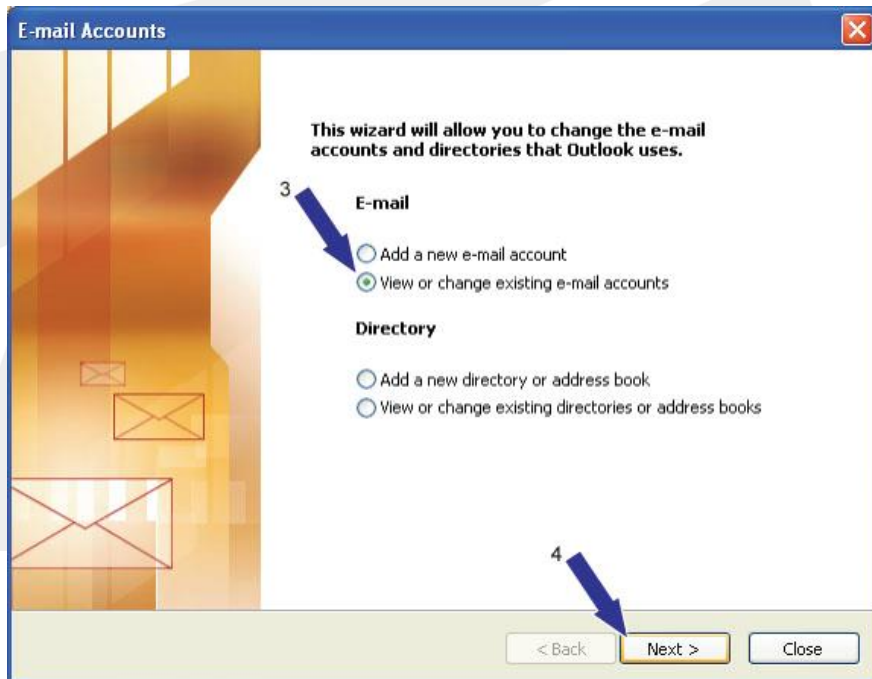 E-mail Accounts
This wizard will allow you to change the e-mail
accounts and directories that Outlook uses.
3
E-mail
Add a new e-mail account
View or change existing e-mail accounts
Directory
Add a new directory or address book
View or change existing directories or address books
4
< Back Next > Close